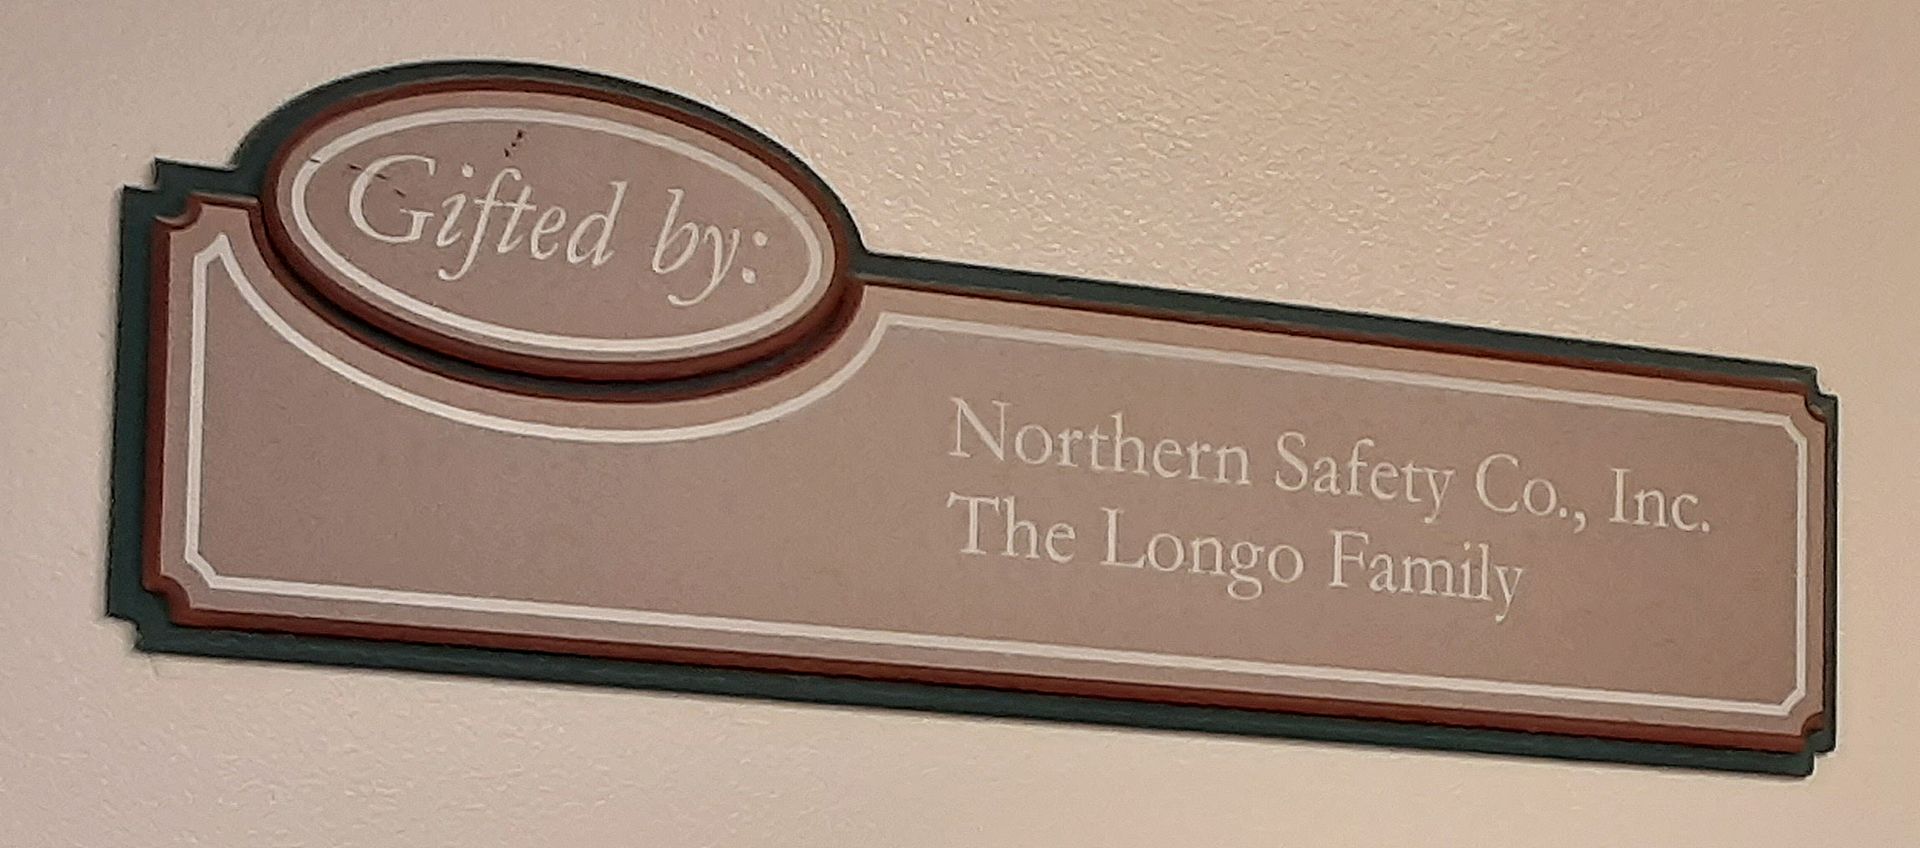 Gifted by:
Northern Safety Co., Inc.
The Longo Family